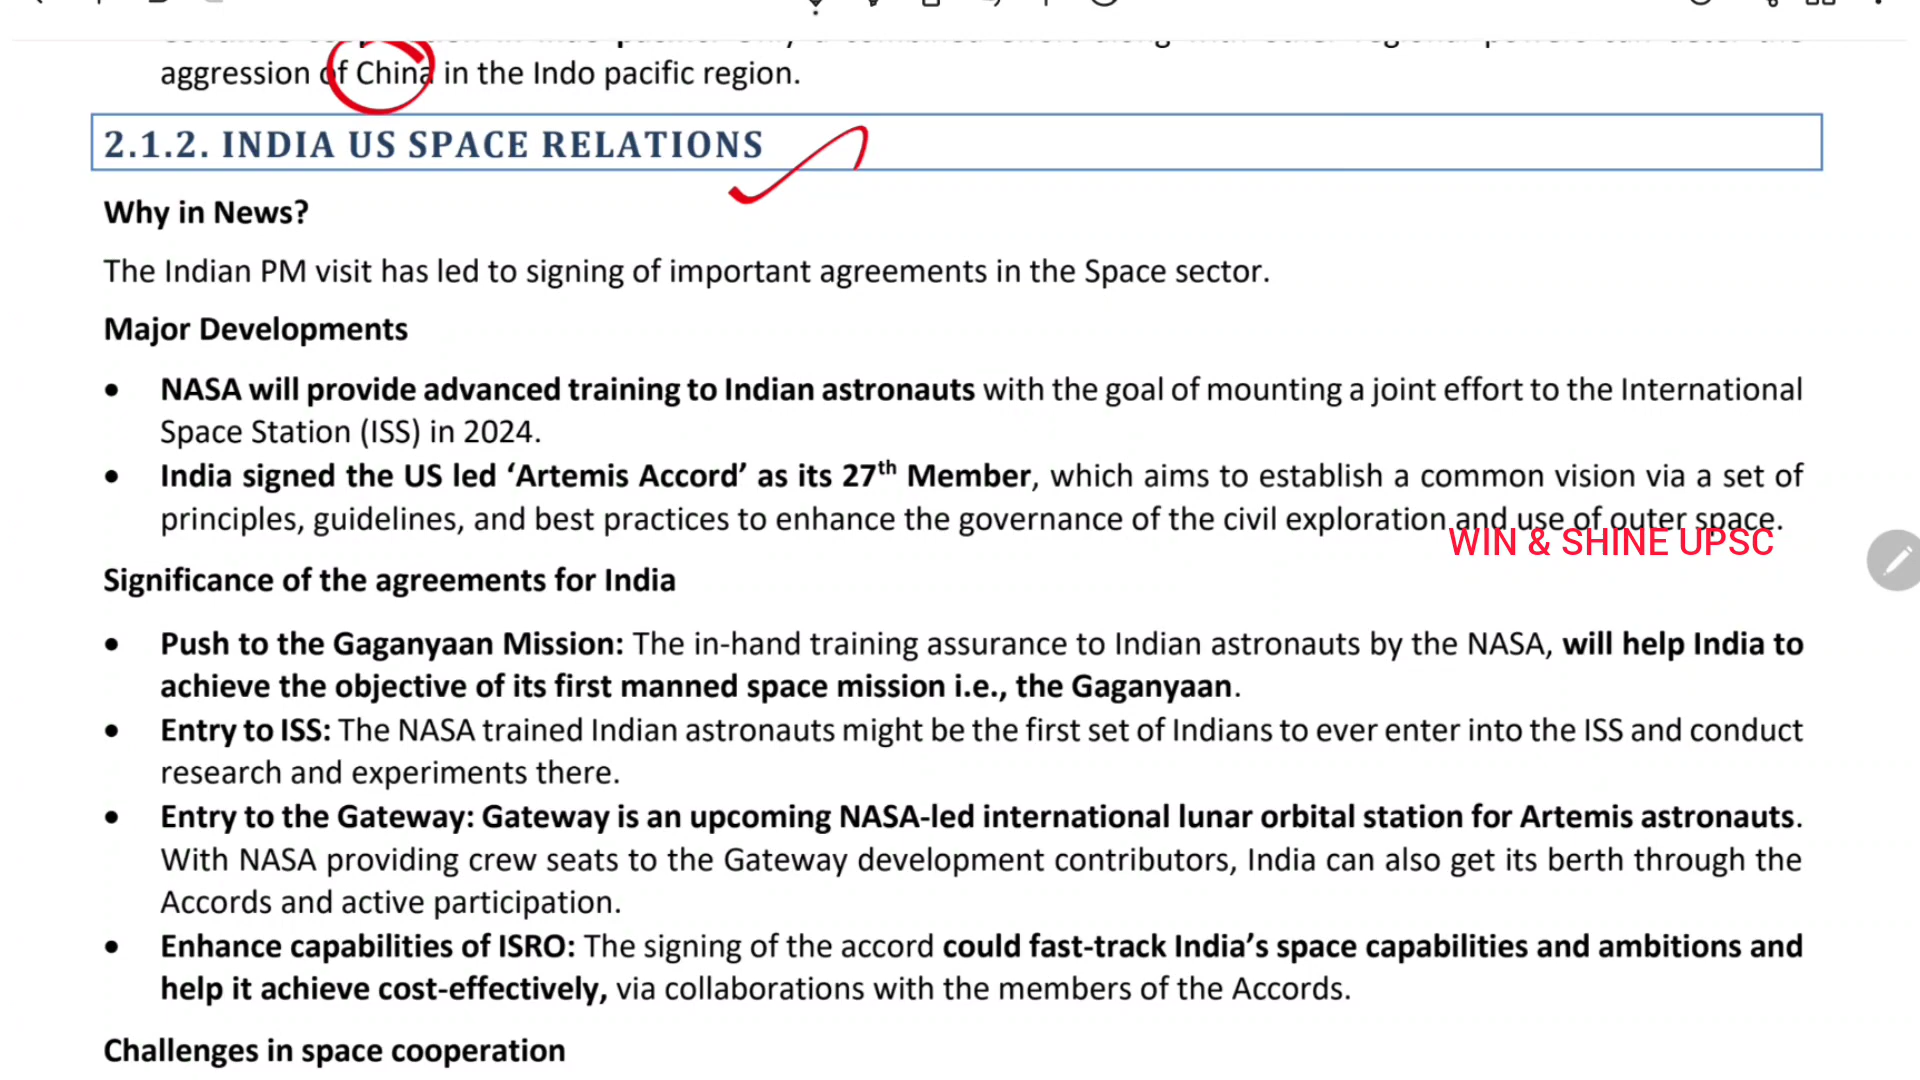 aggression of China in the Indo pacific region.
2.1.2. INDIA US SPACE RELATIONS
Why in News?
The Indian PM visit has led to signing of important agreements in the Space sector.
Major Developments
• NASA will provide advanced training to Indian astronauts with the goal of mounting a joint effort to the International
Space Station (ISS) in 2024.
• India signed the US led ‘Artemis Accord’ as its 27th Member, which aims to establish a common vision via a set of
principles, guidelines, and best practices to enhance the governance of the civil exploration and use of outer space.
WIN & SHINE UPSC
Significance of the agreements for India
• Push to the Gaganyaan Mission: The in-hand training assurance to Indian astronauts by the NASA, will help India to
achieve the objective of its first manned space mission i.e., the Gaganyaan.
• Entry to ISS: The NASA trained Indian astronauts might be the first set of Indians to ever enter into the ISS and conduct
research and experiments there.
• Entry to the Gateway: Gateway is an upcoming NASA-led international lunar orbital station for Artemis astronauts.
With NASA providing crew seats to the Gateway development contributors, India can also get its berth through the
Accords and active participation.
• Enhance capabilities of ISRO: The signing of the accord could fast-track India’s space capabilities and ambitions and
help it achieve cost-effectively, via collaborations with the members of the Accords.
Challenges in space cooperation